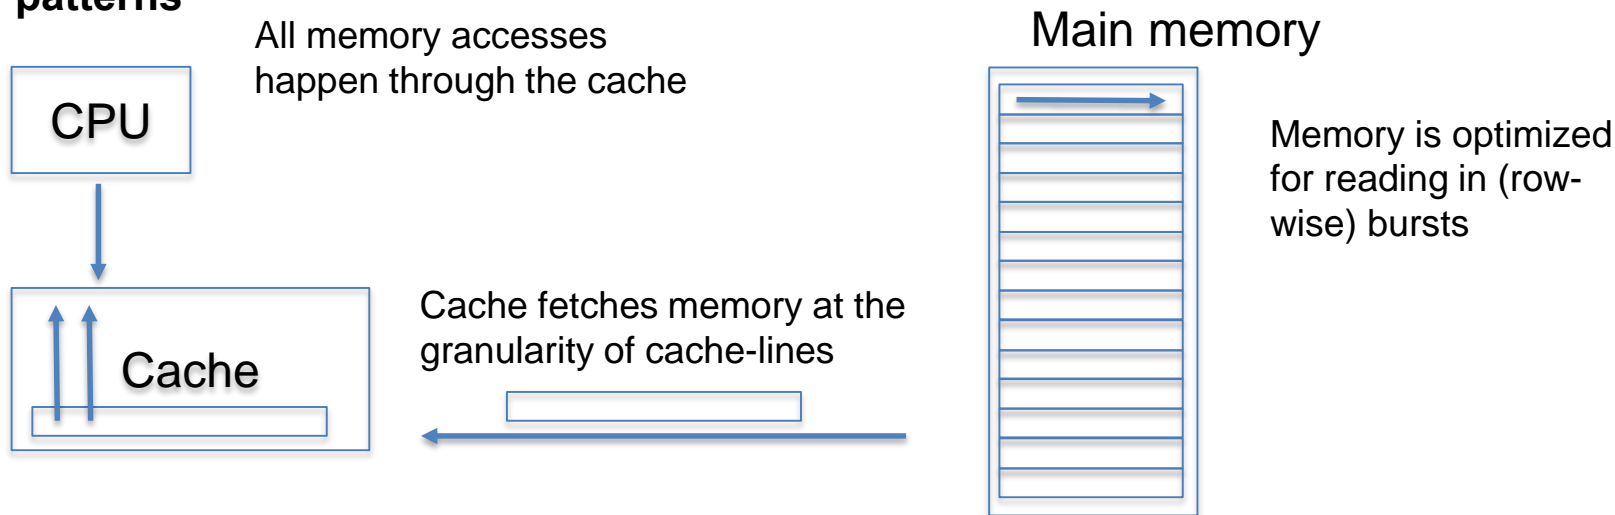 patterns
All memory accesses
happen through the cache
Main memory
CPU
Memory is optimized
for reading in (row-
wise) bursts
Cache fetches memory at the
granularity of cache-lines
Cache